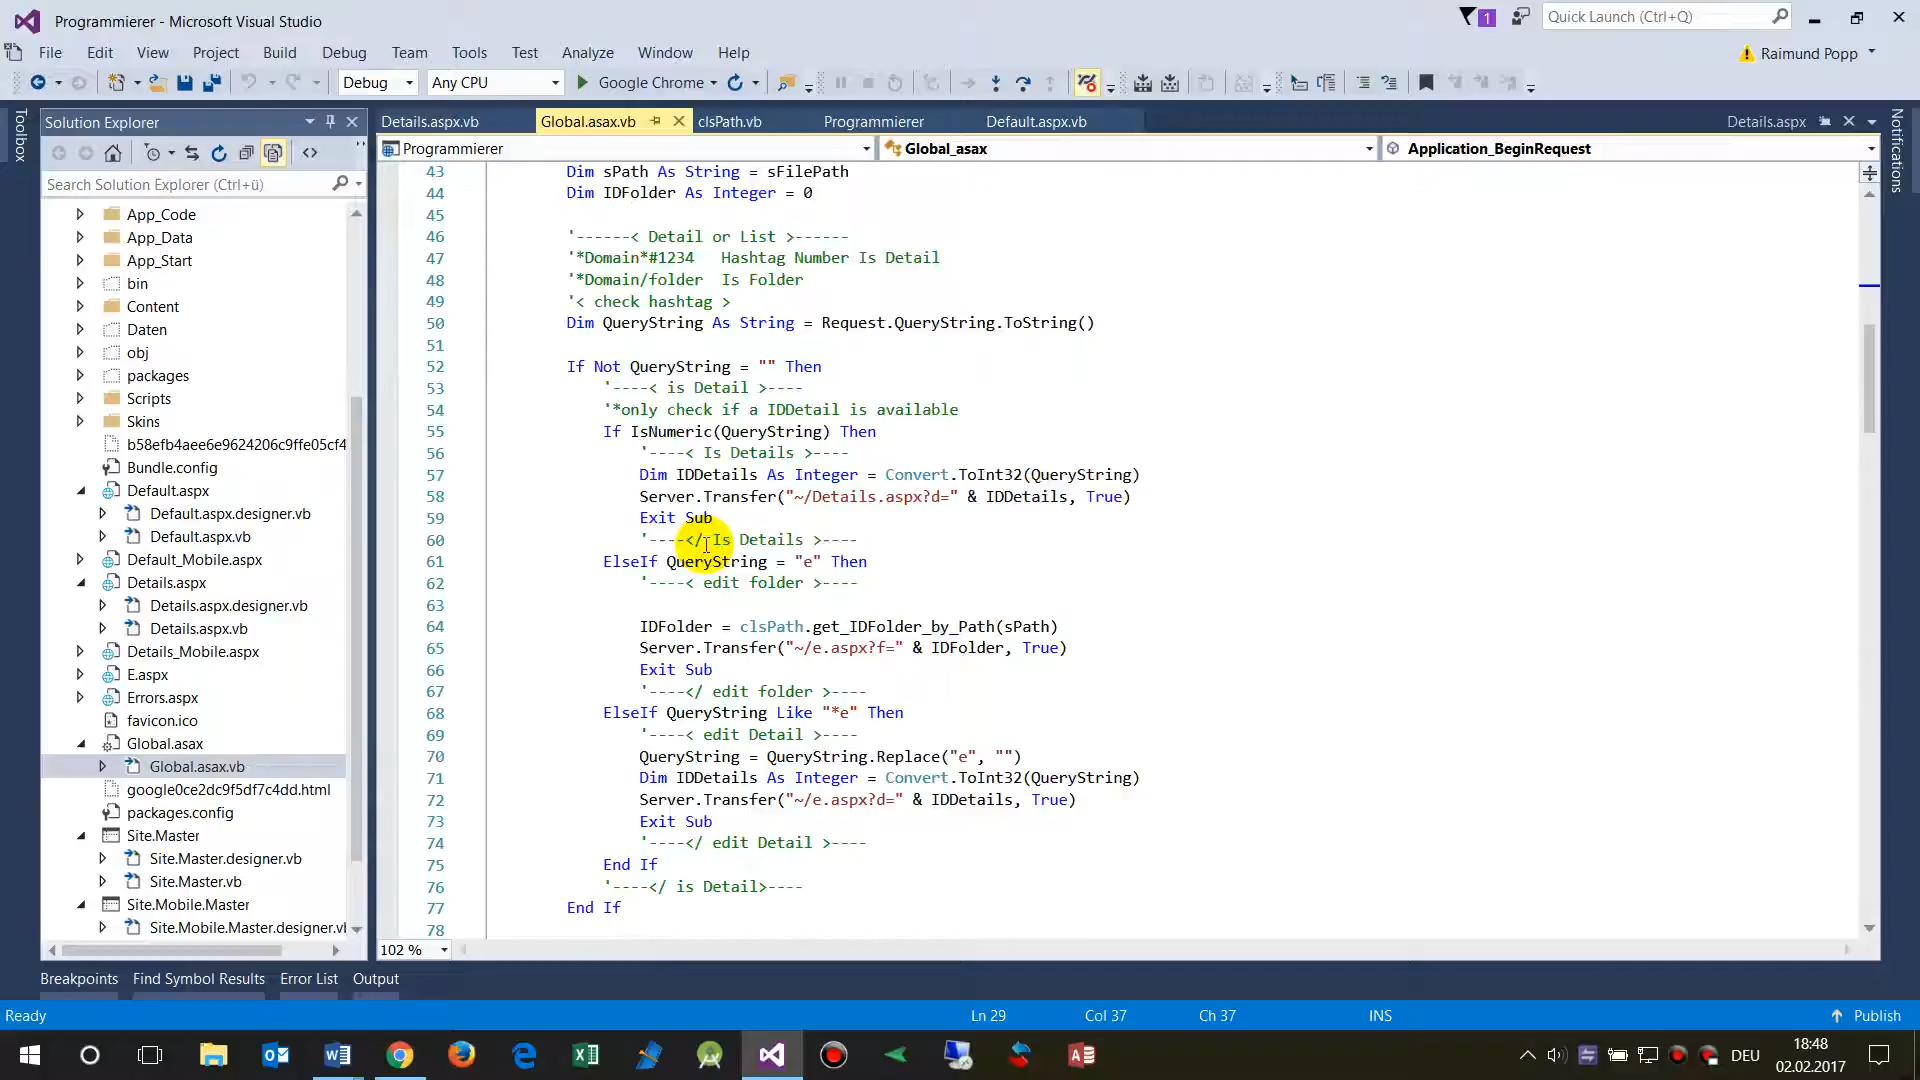 Programmierer - Microsoft Visual Studio
1
Quick Launch (Ctrl+Q)
File Edit View Project Build Debug Team Tools Test Analyze Window Help
Raimund Popp
Debug Any CPU Google Chrome
Toolbox
Solution Explorer
Search Solution Explorer (Ctrl+ü)
App_Code
App_Data
App_Start
bin
Content
Daten
obj
packages
Scripts
Skins
b58efb4aee6e9624206c9ffe05cf4
Bundle.config
Default.aspx
Default.aspx.designer.vb
Default.aspx.vb
Default_Mobile.aspx
Details.aspx
Details.aspx.designer.vb
Details.aspx.vb
Details_Mobile.aspx
E.aspx
Errors.aspx
favicon.ico
Global.asax
Global.asax.vb
google0ce2dc9f5df7c4dd.html
packages.config
Site.Master
Site.Master.designer.vb
Site.Master.vb
Site.Mobile.Master
Site.Mobile.Master.designer.vb
Details.aspx.vb Global.asax.vb clsPath.vb Programmierer Default.aspx.vb Details.aspx
Notifications
Programmierer Global_asax Application_BeginRequest
43 Dim sPath As String = sFilePath
44 Dim IDFolder As Integer = 0
45
46 '------< Detail or List >------
47 '*Domain*#1234   Hashtag Number Is Detail
48 '*Domain/folder  Is Folder
49 '< check hashtag >
50 Dim QueryString As String = Request.QueryString.ToString()
51
52 If Not QueryString = "" Then
53 '----< is Detail >----
54 '*only check if a IDDetail is available
55 If IsNumeric(QueryString) Then
56 '----< Is Details >----
57 Dim IDDetails As Integer = Convert.ToInt32(QueryString)
58 Server.Transfer("~/Details.aspx?d=" & IDDetails, True)
59 Exit Sub
60 '----</ Is Details >----
61 ElseIf QueryString = "e" Then
62 '----< edit folder >----
63
64 IDFolder = clsPath.get_IDFolder_by_Path(sPath)
65 Server.Transfer("~/e.aspx?f=" & IDFolder, True)
66 Exit Sub
67 '----</ edit folder >----
68 ElseIf QueryString Like "*e" Then
69 '----< edit Detail >----
70 QueryString = QueryString.Replace("e", "")
71 Dim IDDetails As Integer = Convert.ToInt32(QueryString)
72 Server.Transfer("~/e.aspx?d=" & IDDetails, True)
73 Exit Sub
74 '----</ edit Detail >----
75 End If
76 '----</ is Detail>----
77 End If
78
102 %
Breakpoints Find Symbol Results Error List Output
Ready Ln 29 Col 37 Ch 37 INS Publish
DEU
18:48
02.02.2017